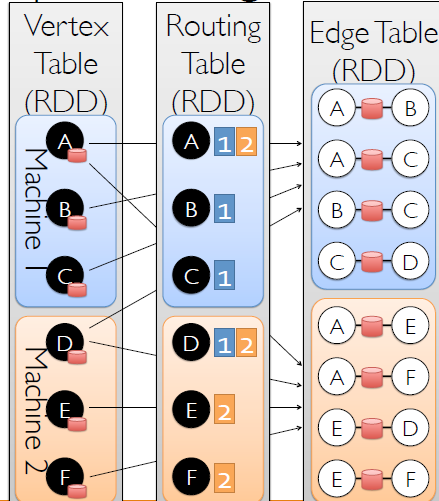 Vertex
Table
(RDD)
Routing
Table
(RDD)
Edge Table
(RDD)
Machine 1
A
B
C
Machine 2
D
E
F
A 1 2
B 1
C 1
D 1 2
E 2
F 2
A B
A C
B C
C D
A E
A F
E D
E F